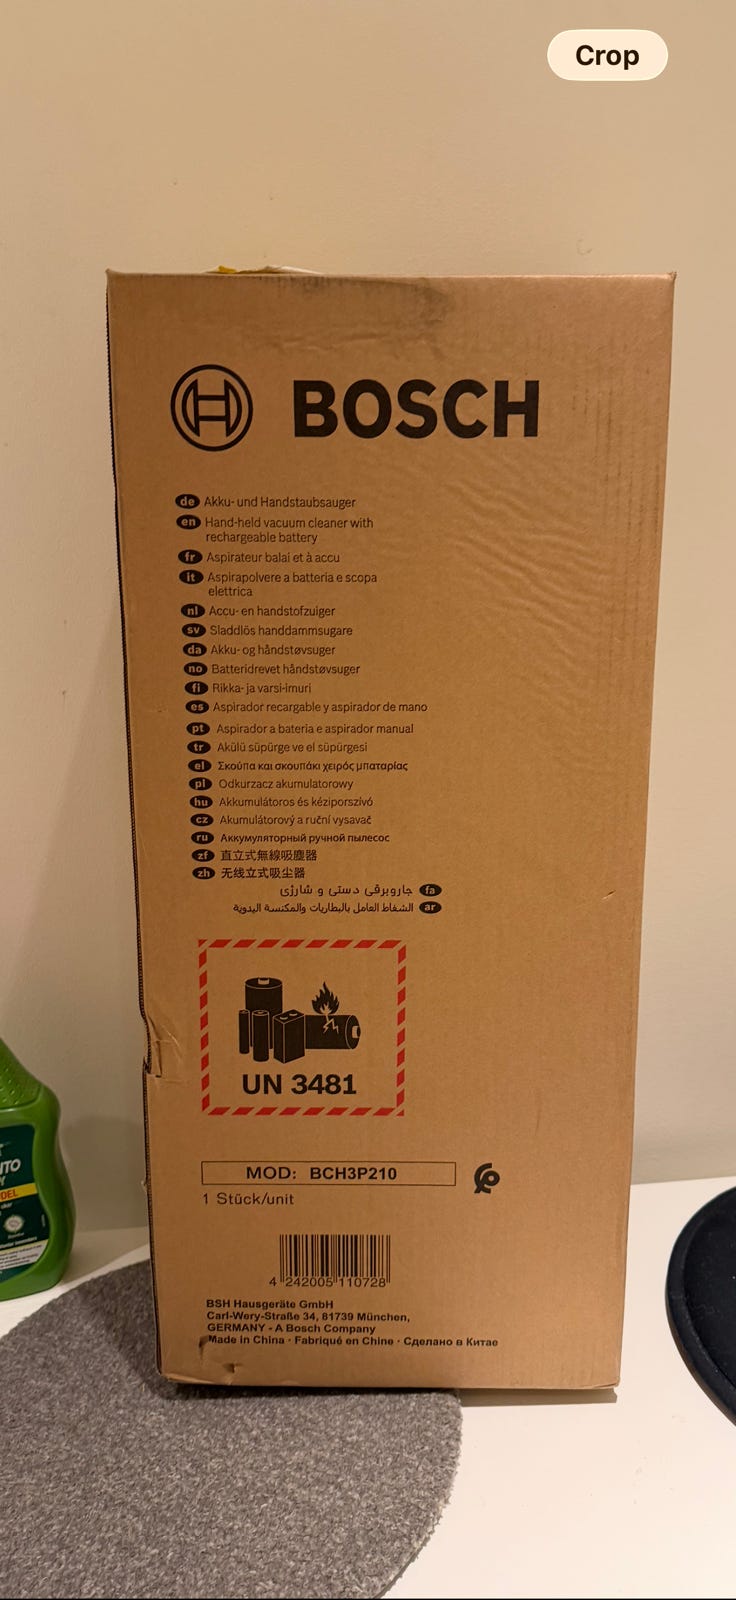 Crop
BOSCH
de Akku- und Handstaubsauger
en Hand-held vacuum cleaner with
rechargeable battery
fr Aspirateur balai et à accu
it Aspirapolvere a batteria e scopa
elettrica
nl Accu- en handstofzuiger
sv Sladdlös handdammsugare
da Akku- og håndstøvsuger
no Batteridrevet håndstøvsuger
fi Rikka- ja varsi-imuri
es Aspirador recargable y aspirador de mano
pt Aspirador a bateria e aspirador manual
tr Akülü süpürge ve el süpürgesi
el Σκούπα και σκουπάκι χειρός μπαταρίας
pl Odkurzacz akumulatorowy
hu Akkumulátoros és kéziporszívó
cz Akumulátorový a ruční vysavač
ru Аккумуляторный ручной пылесос
zf 直立式無線吸塵器
zh 无线立式吸尘器
fa جاروبرقی دستی و شارژی
ar الشفاط العامل بالبطاريات والمكنسة اليدوية
UN 3481
MOD: BCH3P210
1 Stück/unit
4 242005 110728
BSH Hausgeräte GmbH
Carl-Wery-Straße 34, 81739 München,
GERMANY - A Bosch Company
Made in China · Fabriqué en Chine · Сделано в Китае